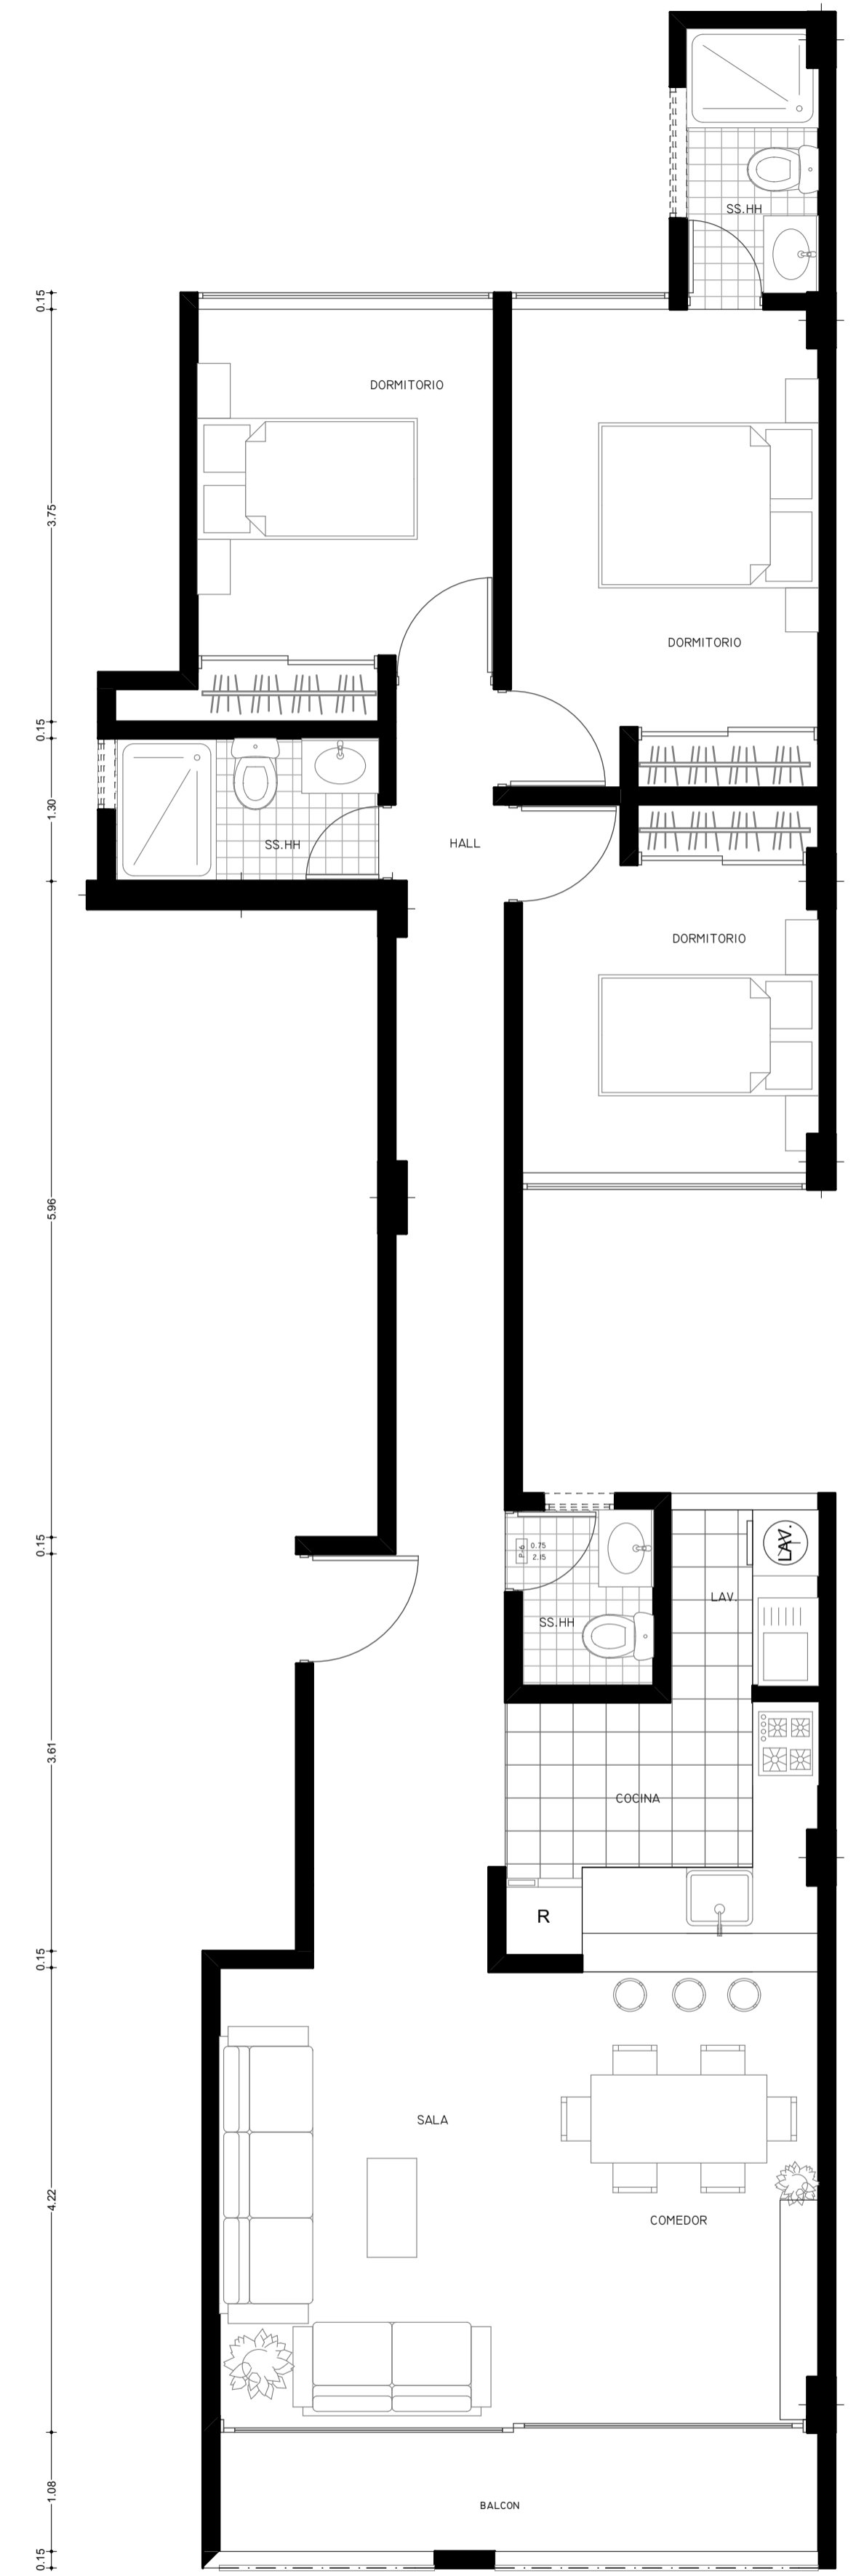 SS.HH
0.15
DORMITORIO
3.75
DORMITORIO
0.15
1.30
SS.HH
HALL
DORMITORIO
5.96
0.15
P-6
0.75
2.15
LAV.
LAV.
SS.HH
3.61
COCINA
R
0.15
SALA
4.22
COMEDOR
1.08
BALCON
0.15